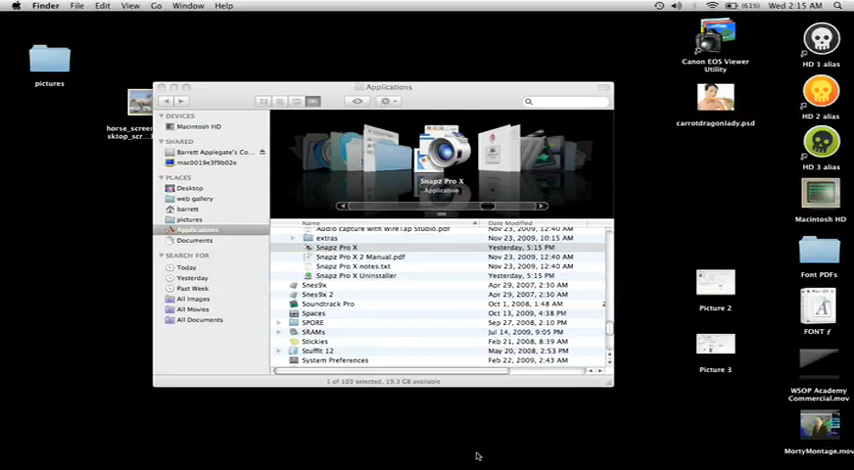 Finder File Edit View Go Window Help
(61%) Wed 2:15 AM
pictures
horse_screen
sktop_scr...
Canon EOS Viewer
Utility
carrotdragonlady.psd
Picture 2
Picture 3
HD 1 alias
HD 2 alias
HD 3 alias
Macintosh HD
Font PDFs
FONT f
WSOP Academy
Commercial.mov
MortyMontage.mov
Applications
DEVICES
Macintosh HD
SHARED
Barrett Applegate's Co...
mac0019e3f9b02e
PLACES
Desktop
web gallery
barrett
pictures
Applications
Documents
SEARCH FOR
Today
Yesterday
Past Week
All Images
All Movies
All Documents
Snapz Pro X
Application
Name Date Modified
Audio capture with WireTap Studio.pdf Nov 23, 2009, 12:40 AM
extras Nov 23, 2009, 10:15 AM
Snapz Pro X Yesterday, 5:15 PM
Snapz Pro X 2 Manual.pdf Nov 23, 2009, 12:40 AM
Snapz Pro X notes.txt Nov 23, 2009, 12:40 AM
Snapz Pro X Uninstaller Yesterday, 5:15 PM
Snes9x Apr 29, 2007, 2:30 AM
Snes9x 2 Apr 29, 2007, 2:30 AM
Soundtrack Pro Oct 1, 2008, 1:48 AM 2
Spaces Oct 13, 2009, 4:38 PM
SPORE Sep 27, 2008, 2:10 PM
SRAMs Jul 14, 2009, 9:05 PM
Stickies Feb 21, 2008, 8:39 AM
StuffIt 12 May 20, 2008, 2:53 PM
System Preferences Feb 22, 2009, 2:43 AM
1 of 103 selected, 19.3 GB available